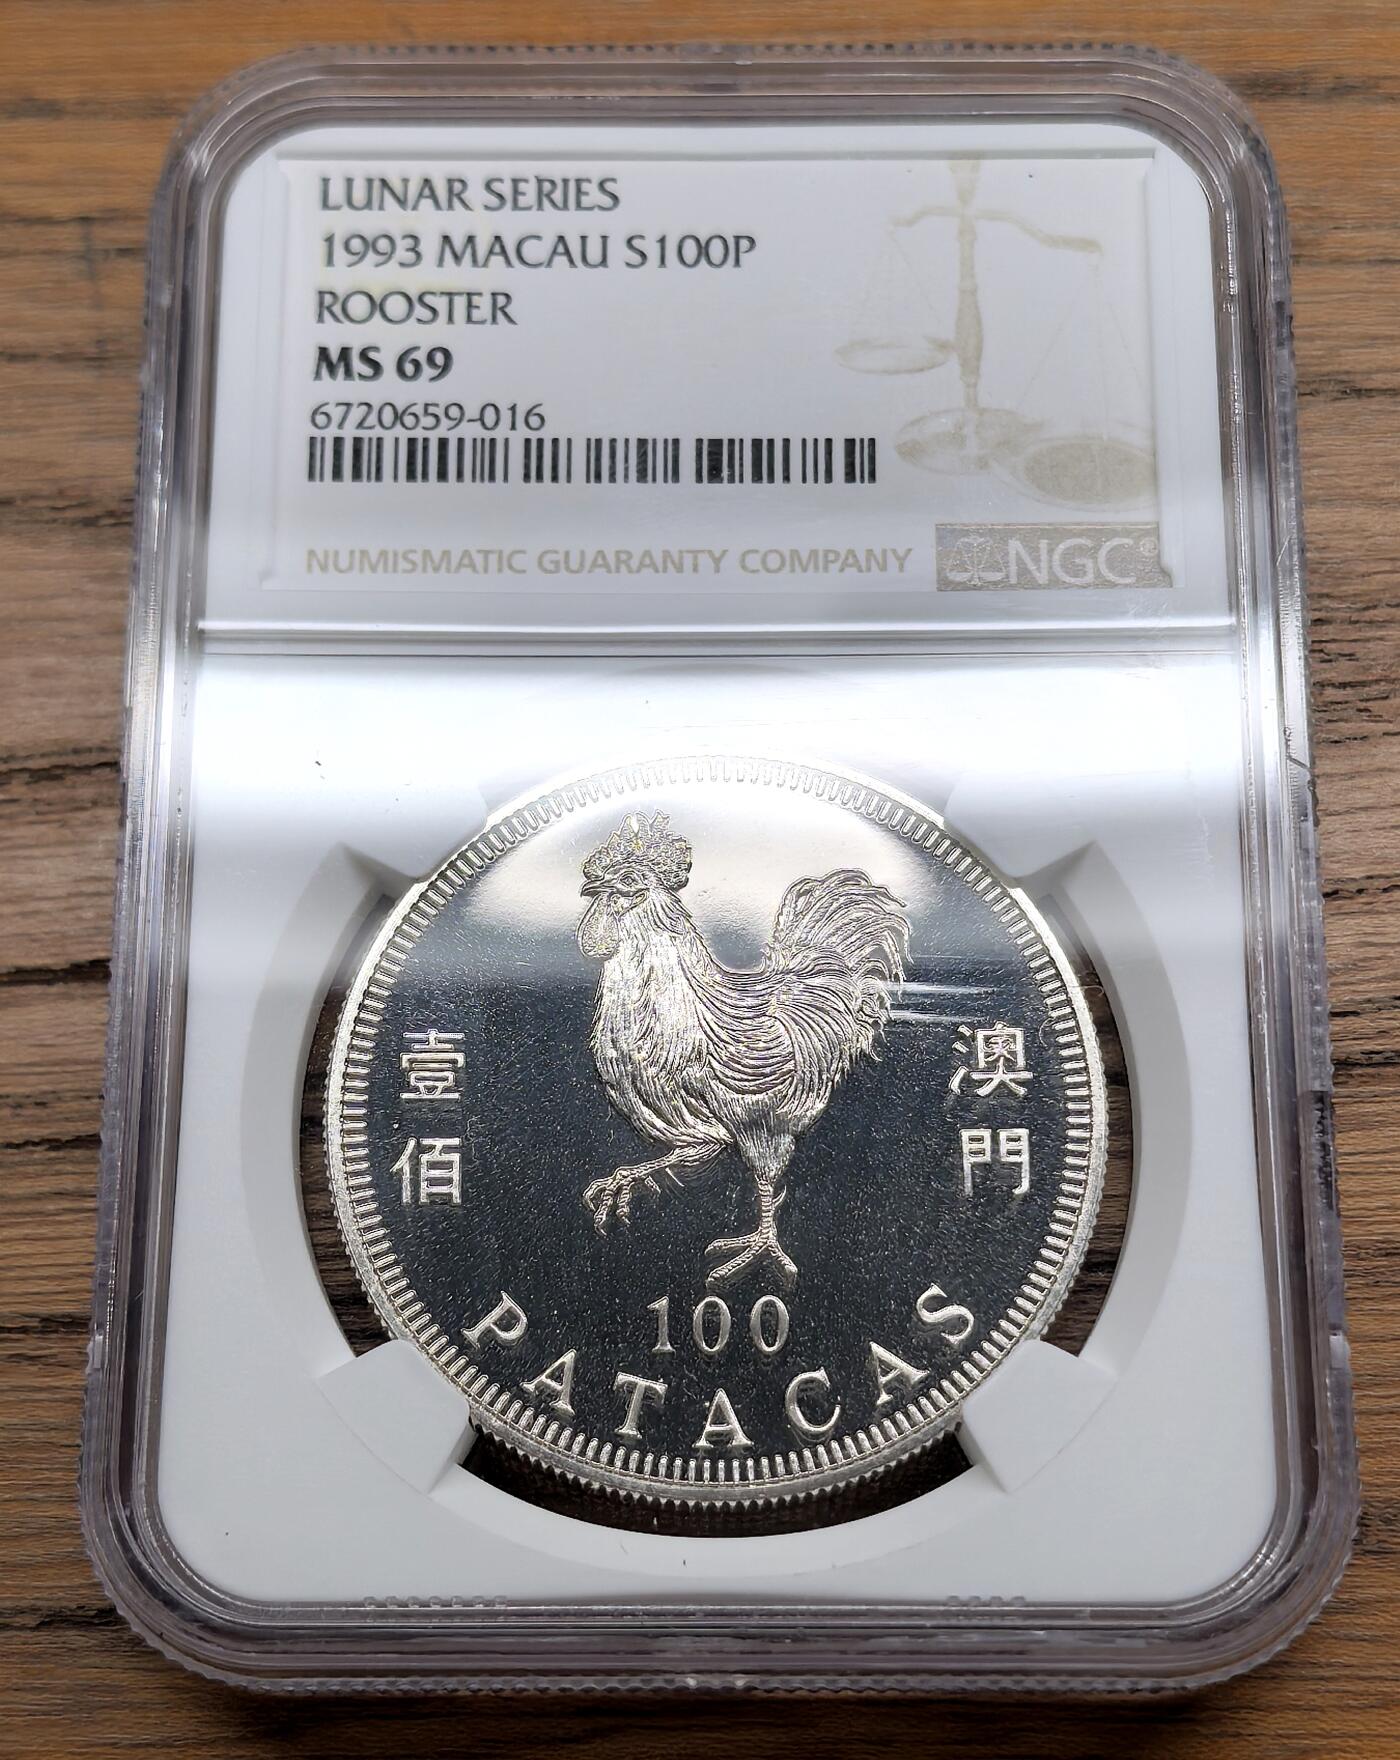 LUNAR SERIES
1993 MACAU S100P
ROOSTER
MS 69
6720659-016
NUMISMATIC GUARANTY COMPANY
NGC®
壹佰
澳門
100
PATACAS